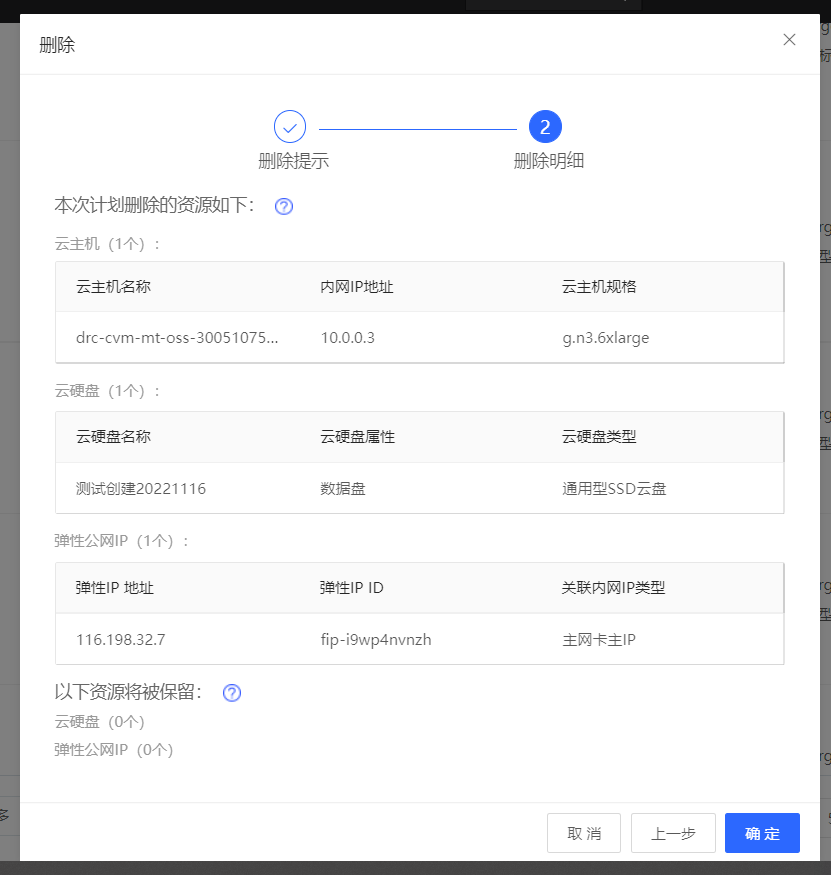 删除
2
删除提示
删除明细
本次计划删除的资源如下：
云主机（1个）：
云主机名称 内网IP地址 云主机规格
drc-cvm-mt-oss-30051075... 10.0.0.3 g.n3.6xlarge
云硬盘（1个）：
云硬盘名称 云硬盘属性 云硬盘类型
测试创建20221116 数据盘 通用型SSD云盘
弹性公网IP（1个）：
弹性IP 地址 弹性IP ID 关联内网IP类型
116.198.32.7 fip-i9wp4nvnzh 主网卡主IP
以下资源将被保留：
云硬盘（0个）
弹性公网IP（0个）
取消 上一步 确定